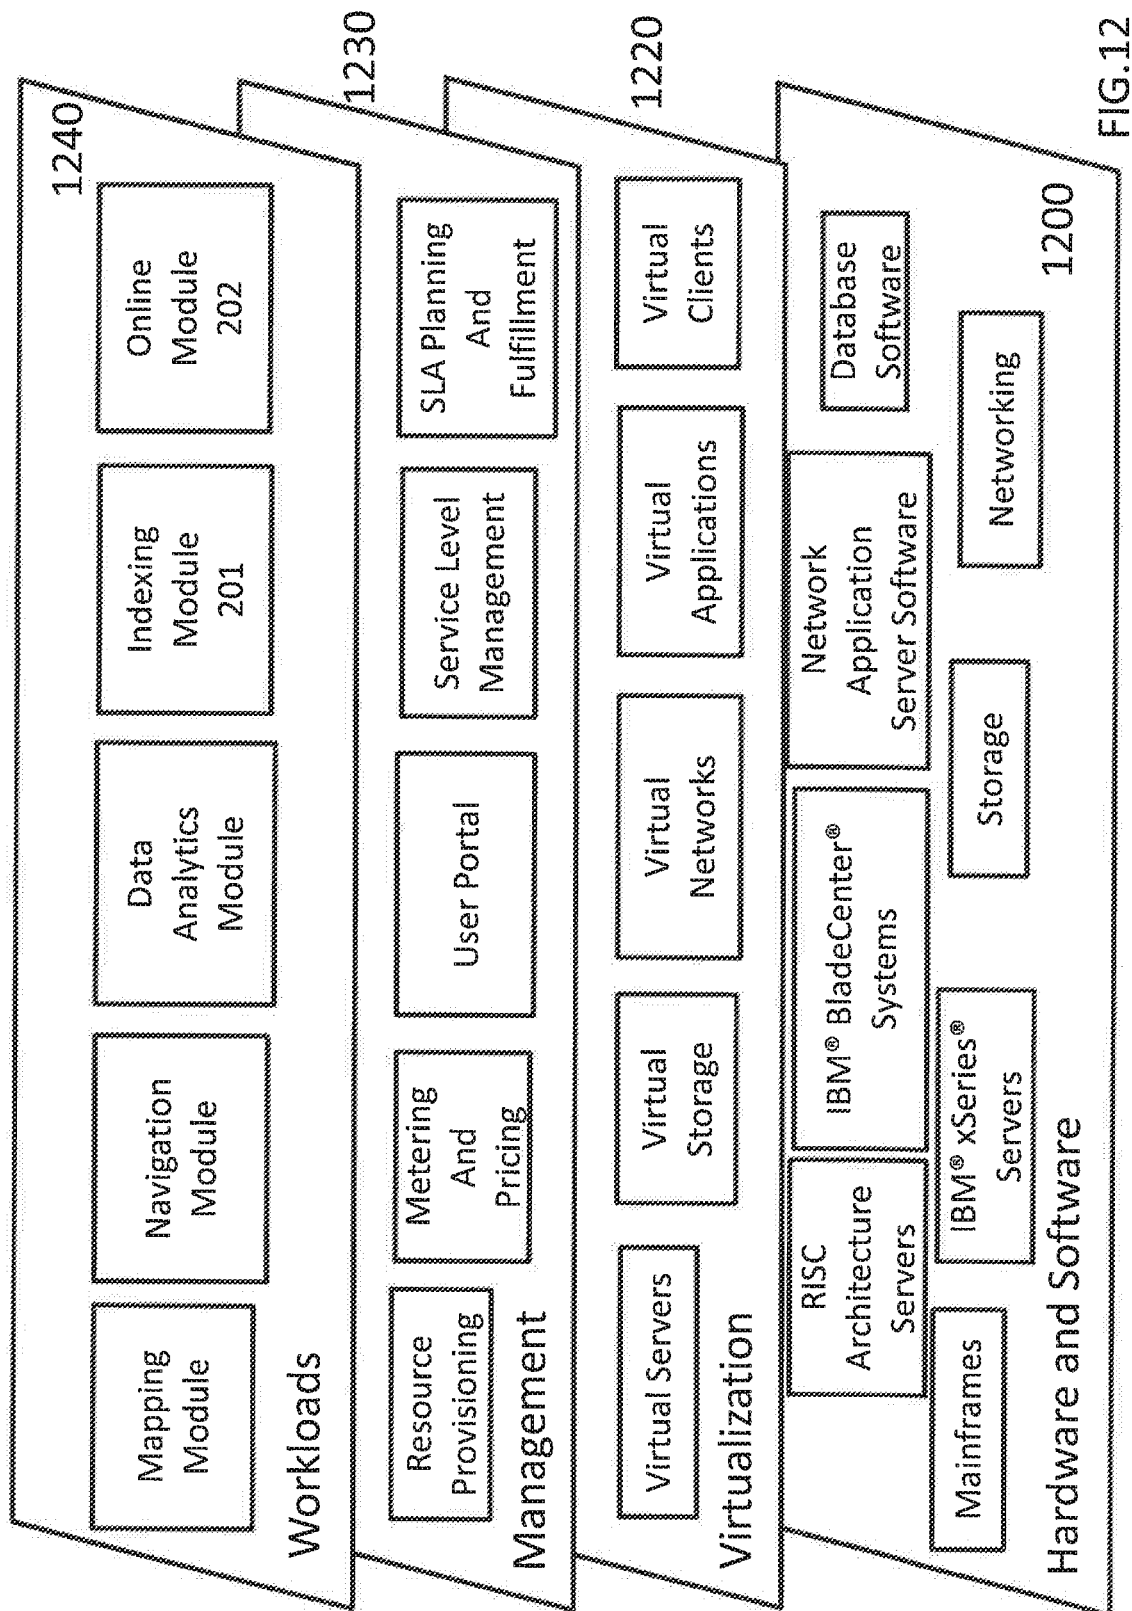 1240
Mapping
Module
Navigation
Module
Data
Analytics
Module
Indexing
Module
201
Online
Module
202
Workloads
1230
Resource
Provisioning
Metering
And
Pricing
User Portal
Service Level
Management
SLA Planning
And
Fulfillment
Management
1220
Virtual Servers
Virtual
Storage
Virtual
Networks
Virtual
Applications
Virtual
Clients
Virtualization
RISC
Architecture
Servers
IBM® BladeCenter®
Systems
Network
Application
Server Software
Database
Software
Mainframes
IBM® xSeries®
Servers
Storage
Networking
Hardware and Software
1200
FIG.12